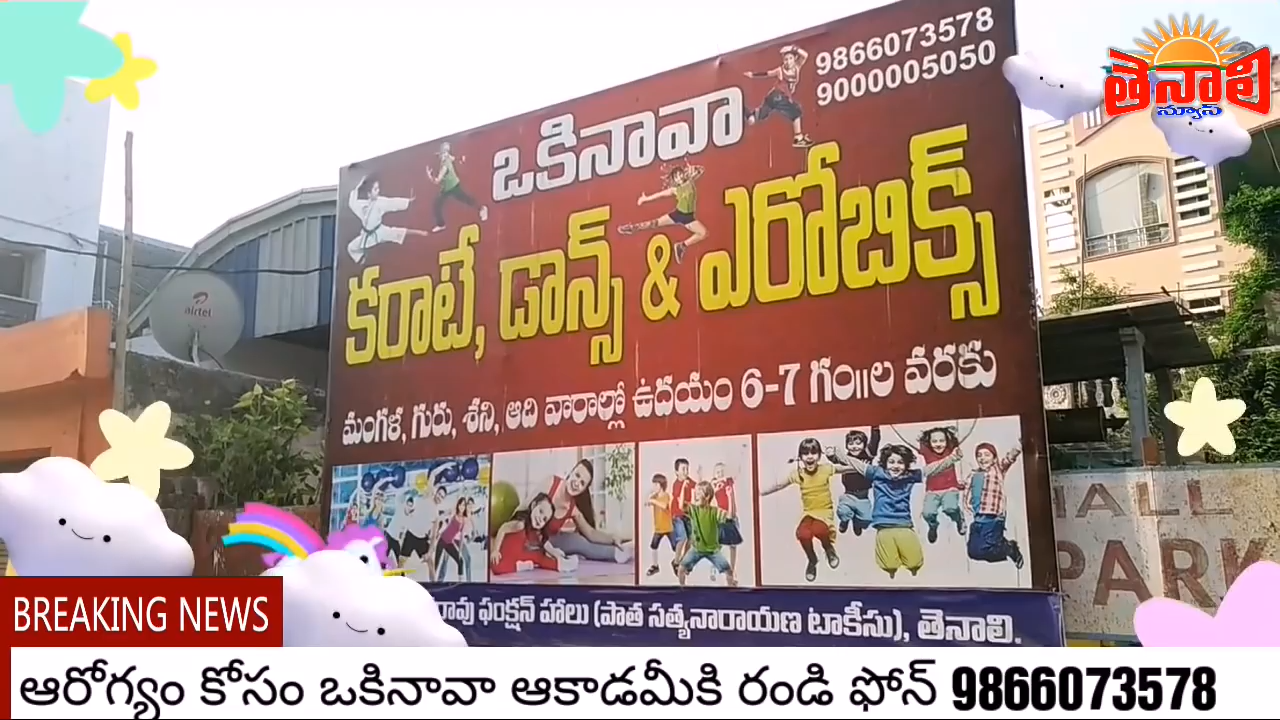 9866073578
9000005050
తెనాలి
న్యూస్
ఒకినావా
కరాటే, డాన్స్ & ఎరోబిక్స్
మంగళ, గురు, శని, ఆది వారాల్లో ఉదయం 6-7 గం॥ల వరకు
airtel
HALL
PARK
ఫంక్షన్ హాలు (పాత సత్యనారాయణ టాకీసు), తెనాలి.
BREAKING NEWS
ఆరోగ్యం కోసం ఒకినావా ఆకాడమీకి రండి ఫోన్ 9866073578